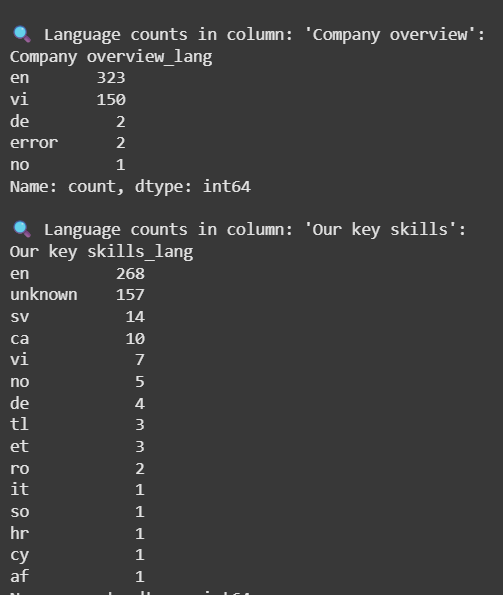 🔍 Language counts in column: 'Company overview':
Company overview_lang
en 323
vi 150
de 2
error 2
no 1
Name: count, dtype: int64
🔍 Language counts in column: 'Our key skills':
Our key skills_lang
en 268
unknown 157
sv 14
ca 10
vi 7
no 5
de 4
tl 3
et 3
ro 2
it 1
so 1
hr 1
cy 1
af 1